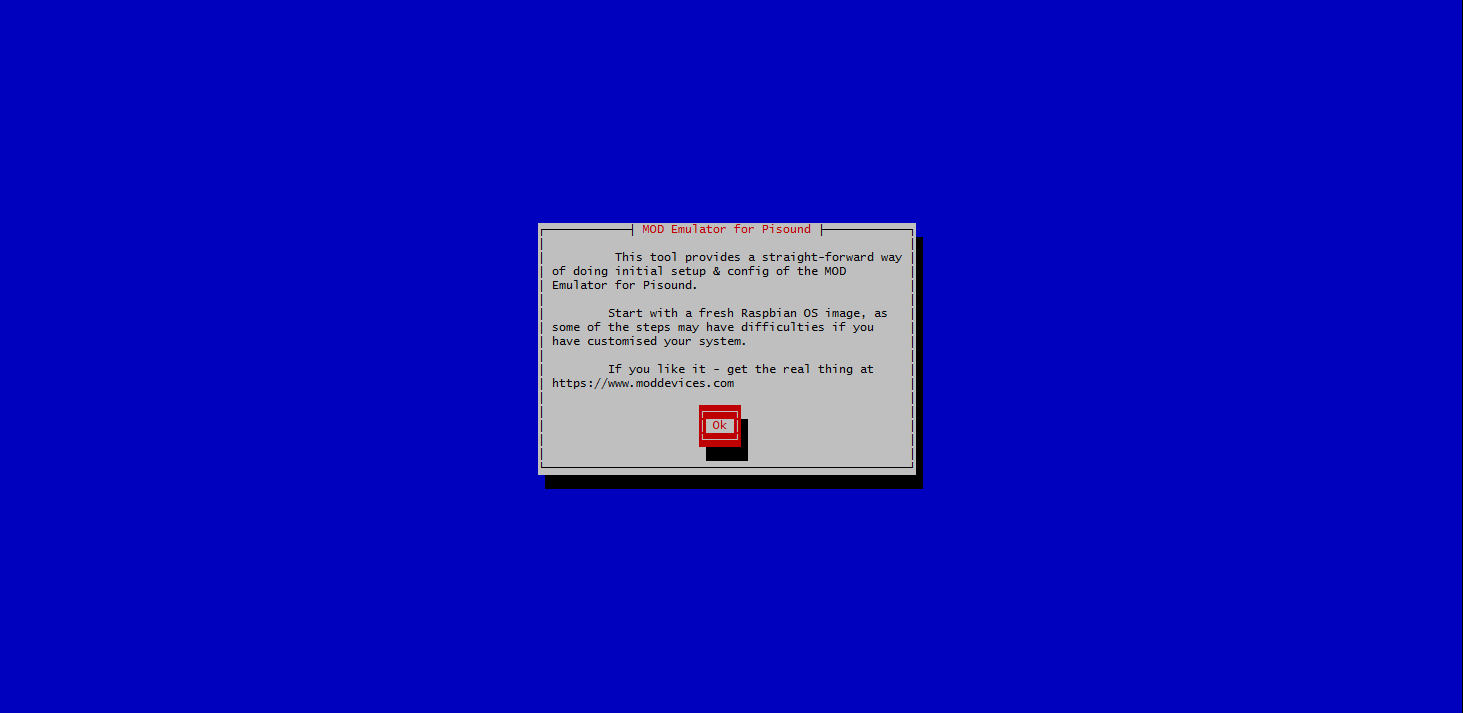 MOD Emulator for Pisound
This tool provides a straight-forward way
of doing initial setup & config of the MOD
Emulator for Pisound.
Start with a fresh Raspbian OS image, as
some of the steps may have difficulties if you
have customised your system.
If you like it - get the real thing at
https://www.moddevices.com
Ok